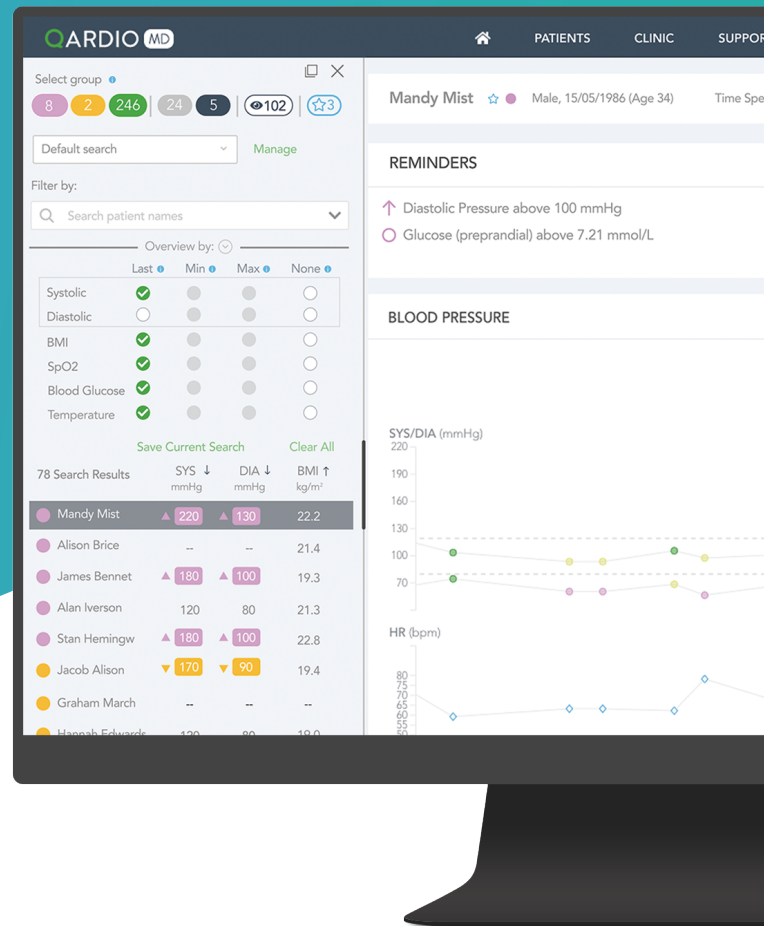 QARDIO MD
PATIENTS
CLINIC
SUPPOR
Select group
8 2 246 24 5 102 3
Default search
Manage
Filter by:
Search patient names
Overview by:
Last Min Max None
Systolic
Diastolic
BMI
SpO2
Blood Glucose
Temperature
Save Current Search Clear All
78 Search Results SYS ↓ DIA ↓ BMI ↑
mmHg mmHg kg/m²
Mandy Mist ▲ 220 ▲ 130 22.2
Alison Brice -- -- 21.4
James Bennet ▲ 180 ▲ 100 19.3
Alan Iverson 120 80 21.3
Stan Hemingw ▲ 180 ▲ 100 22.8
Jacob Alison ▼ 170 ▼ 90 19.4
Graham March -- -- --
Hannah Edwards 120 80 19.0
Mandy Mist Male, 15/05/1986 (Age 34) Time Spe
REMINDERS
Diastolic Pressure above 100 mmHg
Glucose (preprandial) above 7.21 mmol/L
BLOOD PRESSURE
SYS/DIA (mmHg)
220
190
160
130
100
70
HR (bpm)
80
75
70
65
60
55
50